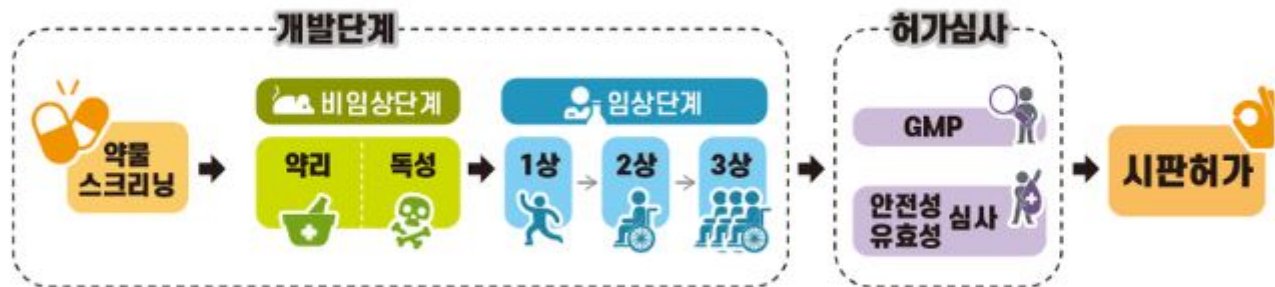 개발단계
허가심사
약물
스크리닝
비임상단계
약리
독성
임상단계
1상
2상
3상
GMP
안전성
유효성
심사
시판허가